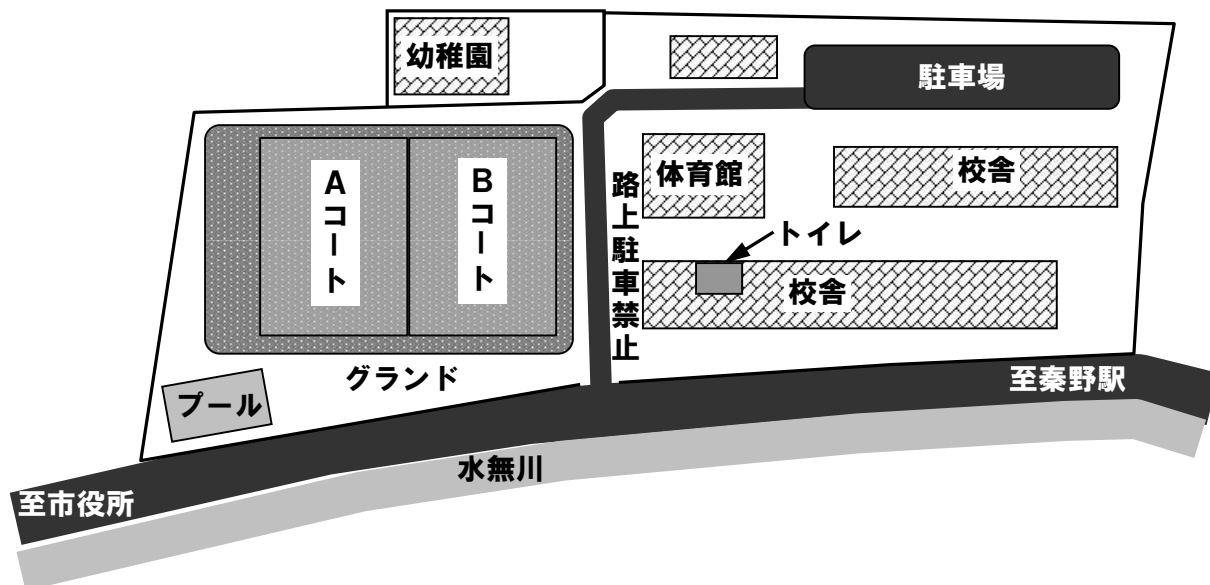 幼稚園
駐車場
Aコート
Bコート
路上駐車禁止
体育館
校舎
トイレ
校舎
グランド
プール
至秦野駅
水無川
至市役所